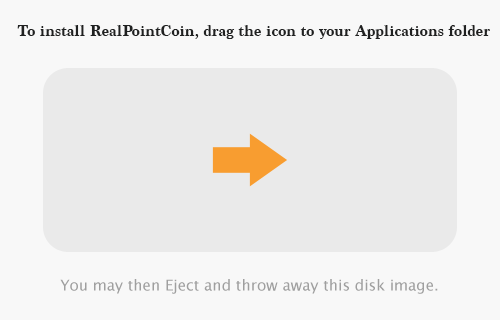 To install RealPointCoin, drag the icon to your Applications folder
You may then Eject and throw away this disk image.